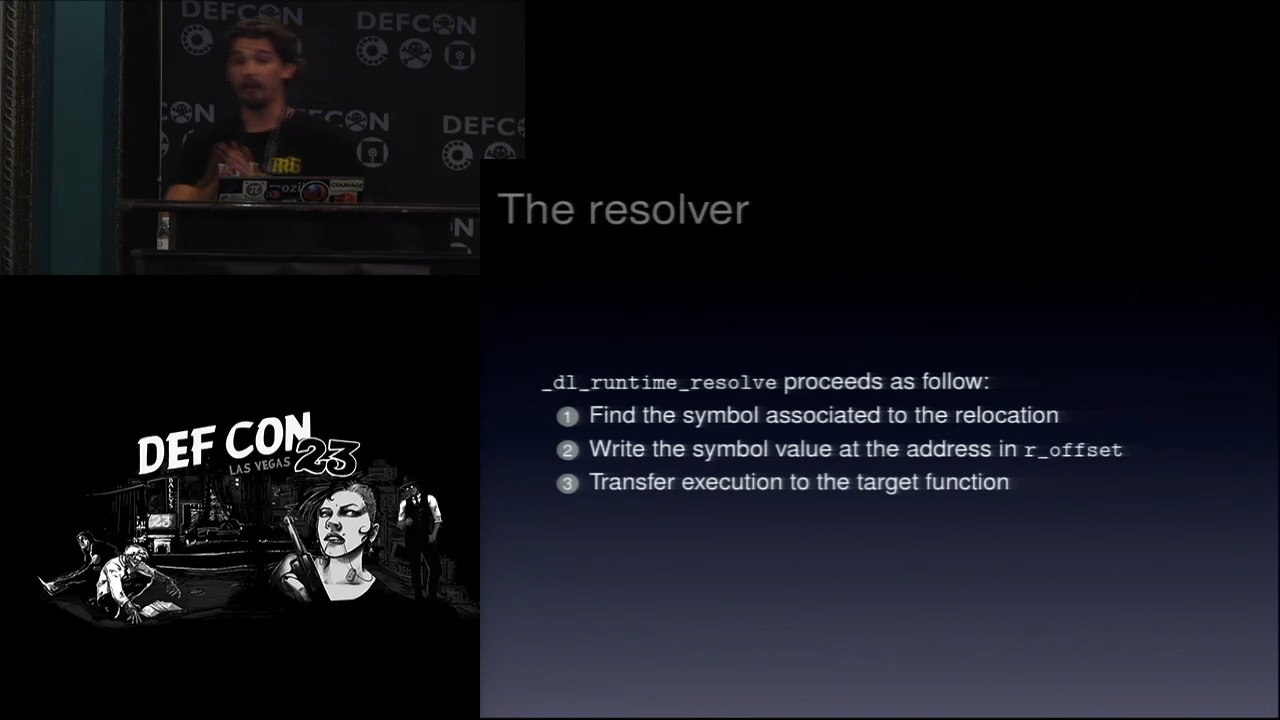 DEFCON
DEFCON
DEFCON
The resolver
_dl_runtime_resolve proceeds as follow:
1 Find the symbol associated to the relocation
2 Write the symbol value at the address in r_offset
3 Transfer execution to the target function
DEF CON
LAS VEGAS 23
23
COURAGE